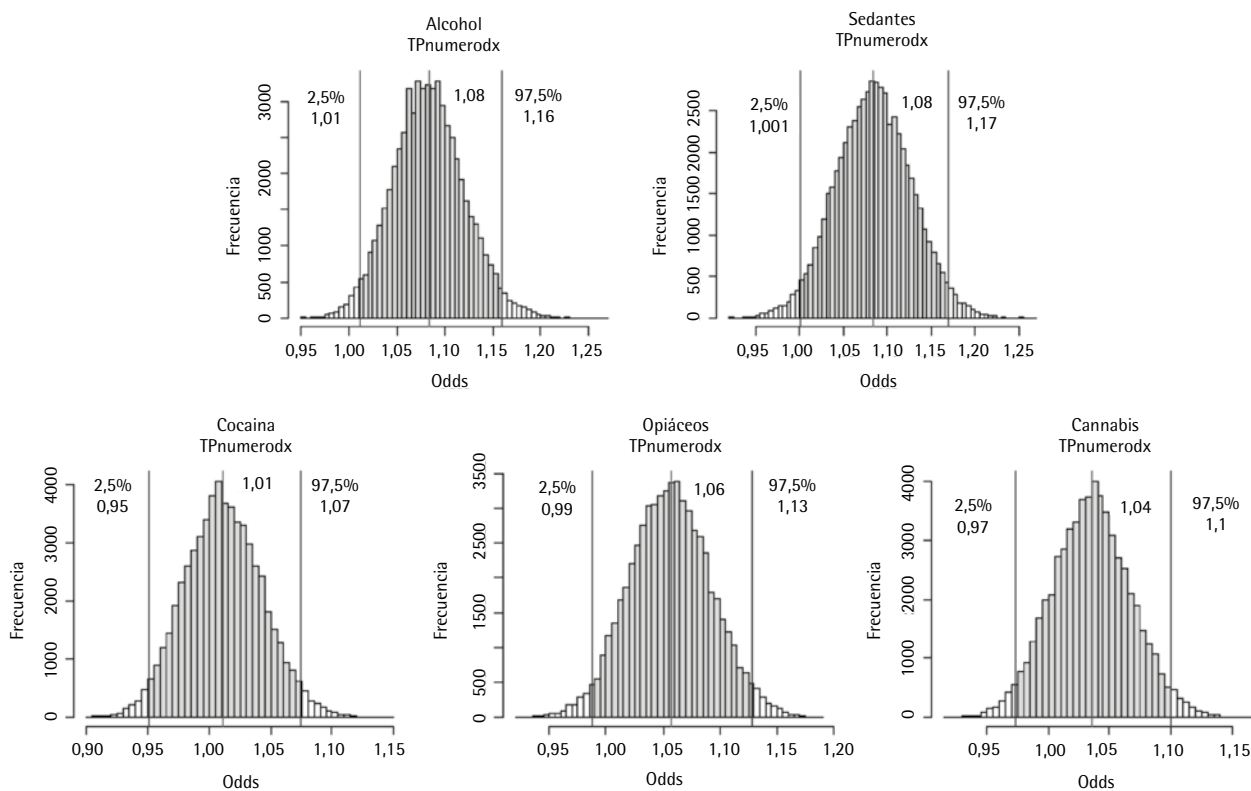 Alcohol
TPnumerodx
2,5%
1,01
1,08
97,5%
1,16
Frecuencia
3000
2000
1000
500
0
0,95 1,00 1,05 1,10 1,15 1,20 1,25
Odds
Sedantes
TPnumerodx
2,5%
1,001
1,08
97,5%
1,17
Frecuencia
2500
2000
1500
1000
500
0
0,95 1,00 1,05 1,10 1,15 1,20 1,25
Odds
Cocaina
TPnumerodx
2,5%
0,95
1,01
97,5%
1,07
Frecuencia
4000
3000
2000
1000
0
0,90 0,95 1,00 1,05 1,10 1,15
Odds
Opiáceos
TPnumerodx
2,5%
0,99
1,06
97,5%
1,13
Frecuencia
3500
2500
1500
500
0
0,95 1,00 1,05 1,10 1,15 1,20
Odds
Cannabis
TPnumerodx
2,5%
0,97
1,04
97,5%
1,1
Frecuencia
4000
3000
2000
1000
0
0,95 1,00 1,05 1,10 1,15
Odds